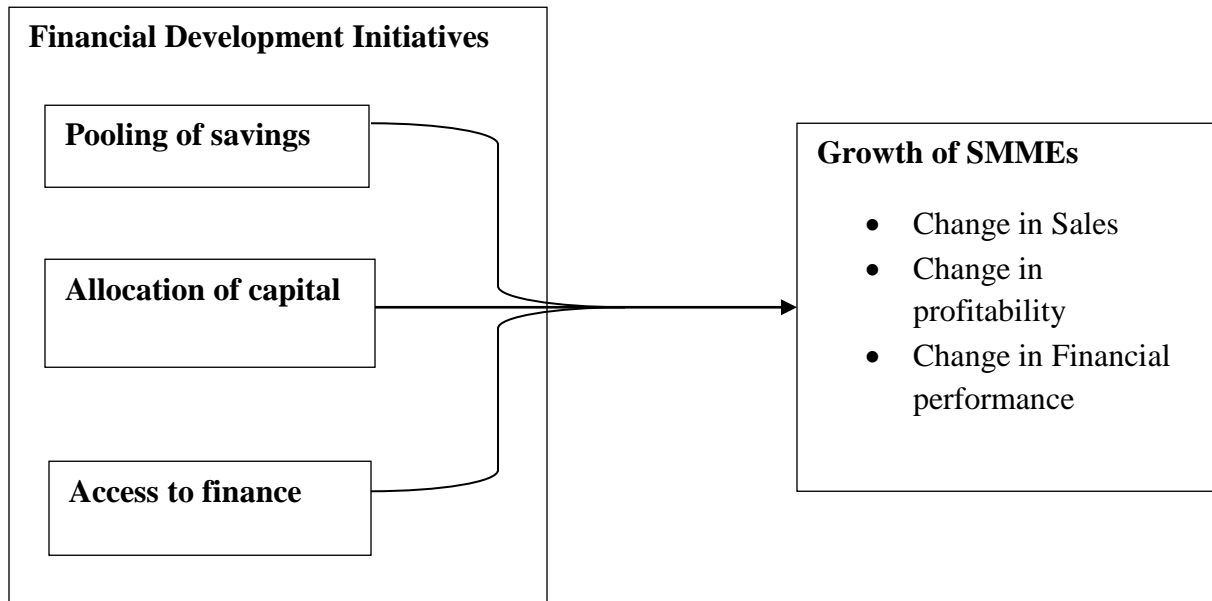 Financial Development Initiatives
Pooling of savings
Allocation of capital
Access to finance
Growth of SMMEs
• Change in Sales
• Change in
profitability
• Change in Financial
performance